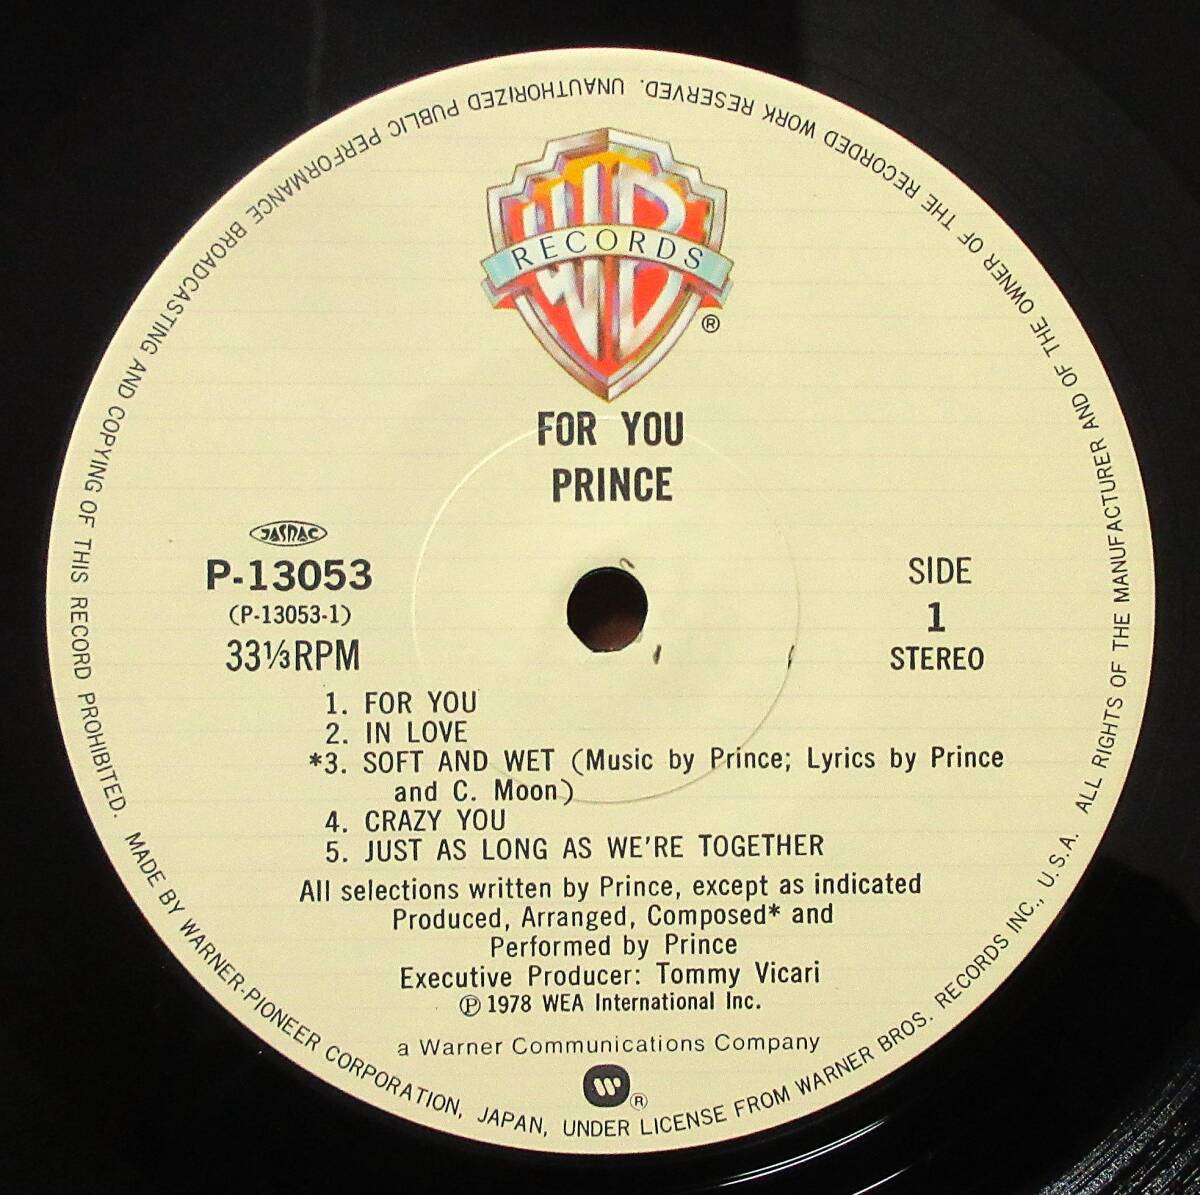 WB
RECORDS
®
FOR YOU
PRINCE
JASRAC
P-13053
(P-13053-1)
33⅓RPM
SIDE
1
STEREO
1. FOR YOU
2. IN LOVE
*3. SOFT AND WET (Music by Prince; Lyrics by Prince
and C. Moon)
4. CRAZY YOU
5. JUST AS LONG AS WE'RE TOGETHER
All selections written by Prince, except as indicated
Produced, Arranged, Composed* and
Performed by Prince
Executive Producer: Tommy Vicari
℗ 1978 WEA International Inc.
a Warner Communications Company
®
MADE BY WARNER-PIONEER CORPORATION, JAPAN, UNDER LICENSE FROM WARNER BROS. RECORDS INC., U.S.A. ALL RIGHTS OF THE MANUFACTURER AND OF THE OWNER OF THE RECORDED WORK RESERVED. UNAUTHORIZED PUBLIC PERFORMANCE BROADCASTING AND COPYING OF THIS RECORD PROHIBITED.